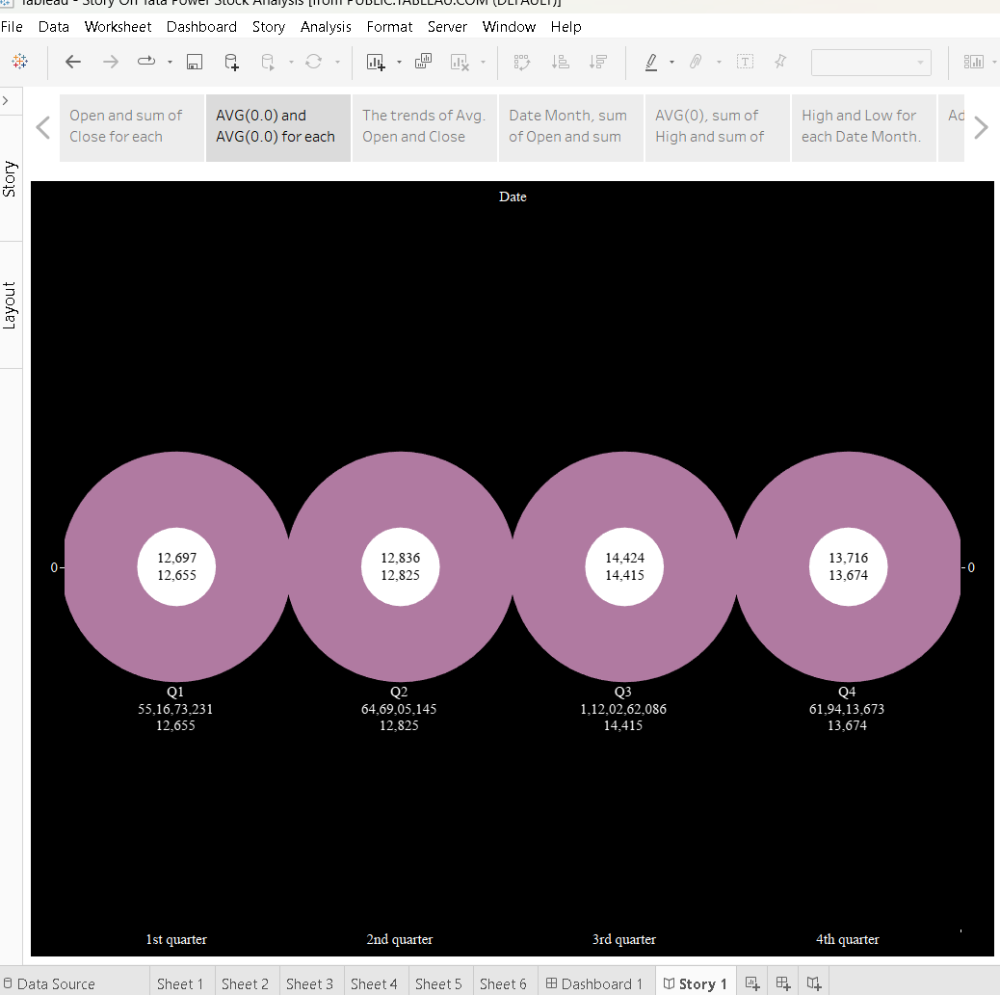 Tableau - Story On Tata Power Stock Analysis [from PUBLIC.TABLEAU.COM (DEFAULT)]
File Data Worksheet Dashboard Story Analysis Format Server Window Help
Open and sum of
Close for each
AVG(0.0) and
AVG(0.0) for each
The trends of Avg.
Open and Close
Date Month, sum
of Open and sum
AVG(0), sum of
High and sum of
High and Low for
each Date Month.
Ad
Story
Layout
Date
0
12,697
12,655
12,836
12,825
14,424
14,415
13,716
13,674
0
Q1
55,16,73,231
12,655
Q2
64,69,05,145
12,825
Q3
1,12,02,62,086
14,415
Q4
61,94,13,673
13,674
1st quarter
2nd quarter
3rd quarter
4th quarter
Data Source Sheet 1 Sheet 2 Sheet 3 Sheet 4 Sheet 5 Sheet 6 Dashboard 1 Story 1